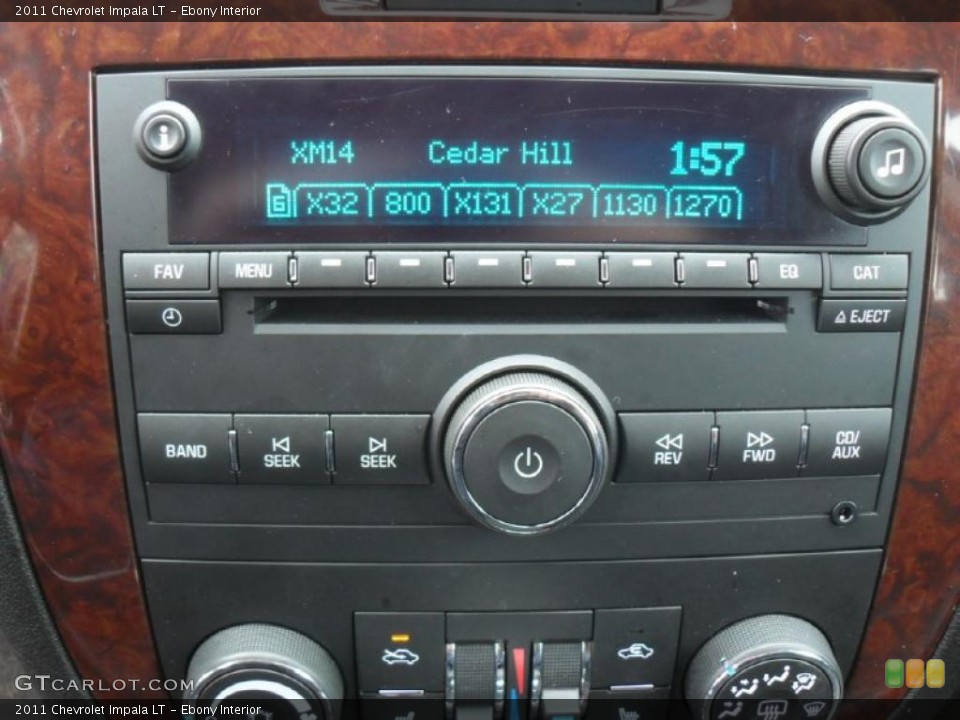 2011 Chevrolet Impala LT – Ebony Interior
XM14 Cedar Hill 1:57
6 X32 800 X131 X27 1130 1270
FAV MENU EQ CAT
EJECT
BAND SEEK SEEK REV FWD CD/AUX
GTCARLOT.COM
2011 Chevrolet Impala LT – Ebony Interior